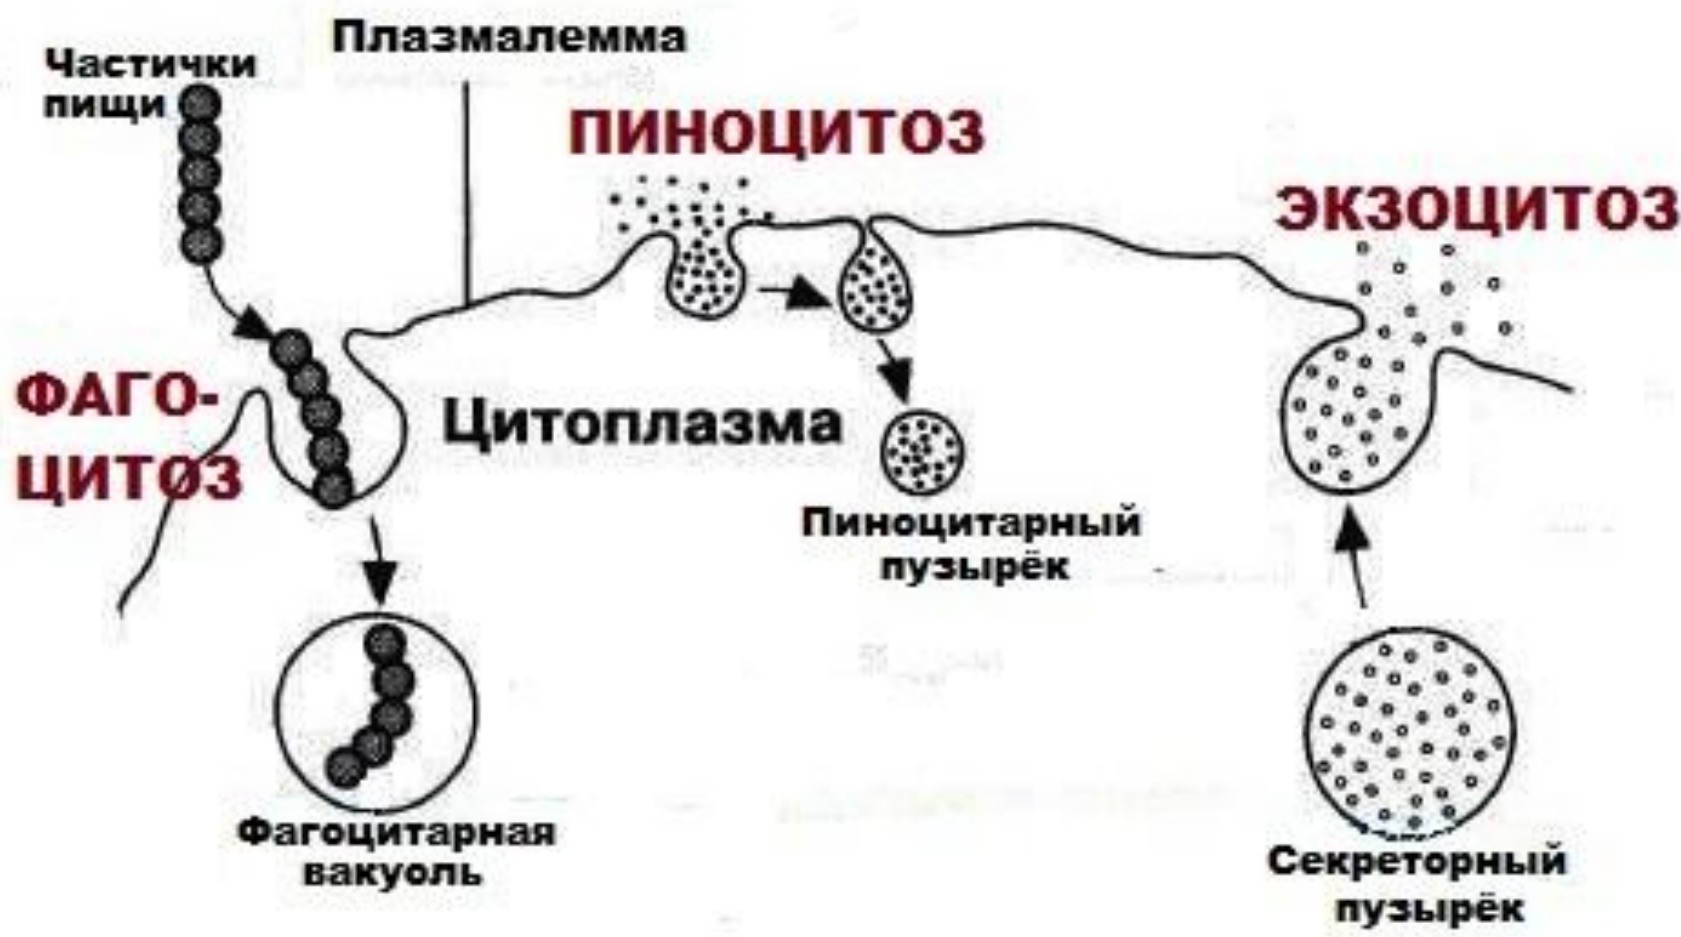 Плазмалемма
Частички
пищи
ПИНОЦИТОЗ
ЭКЗОЦИТОЗ
ФАГО-
ЦИТОЗ
Цитоплазма
Пиноцитарный
пузырёк
Фагоцитарная
вакуоль
Секреторный
пузырёк